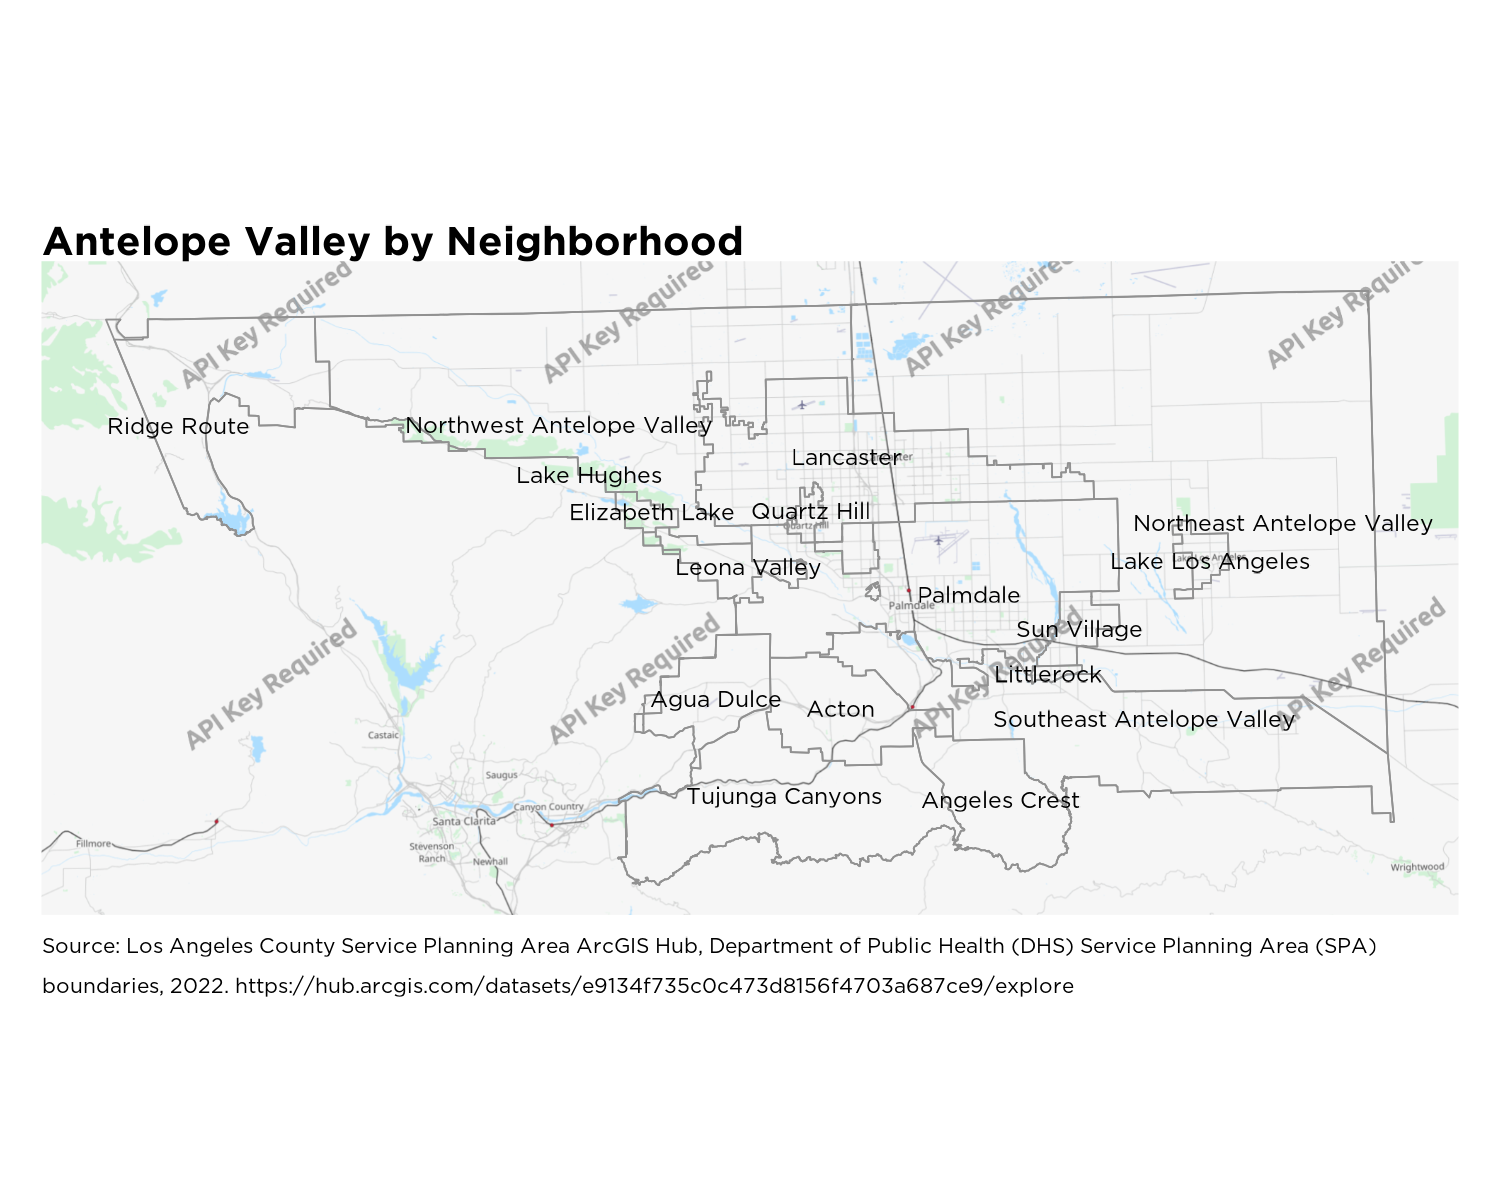 Antelope Valley by Neighborhood
API Key Required
API Key Required
API Key Required
API Key Required
Ridge Route
Northwest Antelope Valley
Lancaster
Lake Hughes
Elizabeth Lake
Quartz Hill
Quartz Hill
Northeast Antelope Valley
Lake Los Angeles
Lake Los Angeles
Leona Valley
Palmdale
Palmdale
Sun Village
API Key Required
API Key Required
API Key Required
API Key Required
Littlerock
Agua Dulce
Acton
Southeast Antelope Valley
Castaic
Saugus
Tujunga Canyons
Angeles Crest
Canyon Country
Santa Clarita
Fillmore
Stevenson
Ranch
Newhall
Wrightwood
Source: Los Angeles County Service Planning Area ArcGIS Hub, Department of Public Health (DHS) Service Planning Area (SPA)
boundaries, 2022. https://hub.arcgis.com/datasets/e9134f735c0c473d8156f4703a687ce9/explore